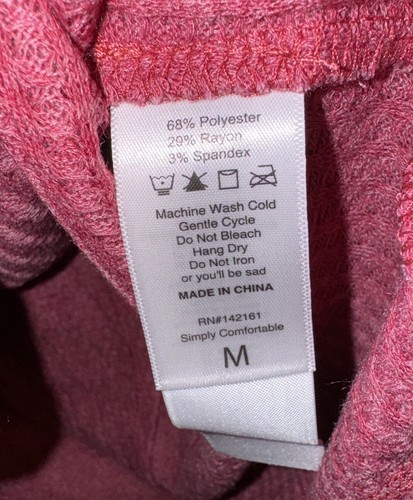 68% Polyester
29% Rayon
3% Spandex
Machine Wash Cold
Gentle Cycle
Do Not Bleach
Hang Dry
Do Not Iron
or you'll be sad
MADE IN CHINA
RN#142161
Simply Comfortable
M